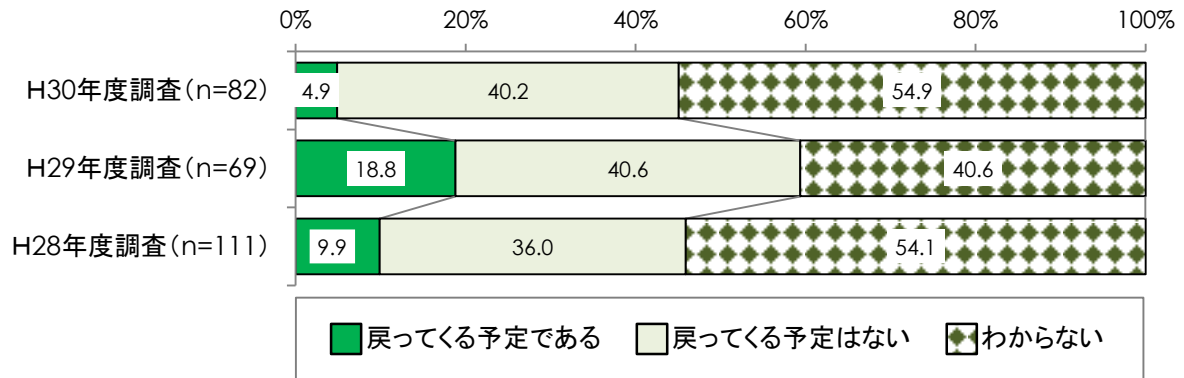 0% 20% 40% 60% 80% 100%
H30年度調査(n=82) 4.9 40.2 54.9
H29年度調査(n=69) 18.8 40.6 40.6
H28年度調査(n=111) 9.9 36.0 54.1
戻ってくる予定である 戻ってくる予定はない わからない